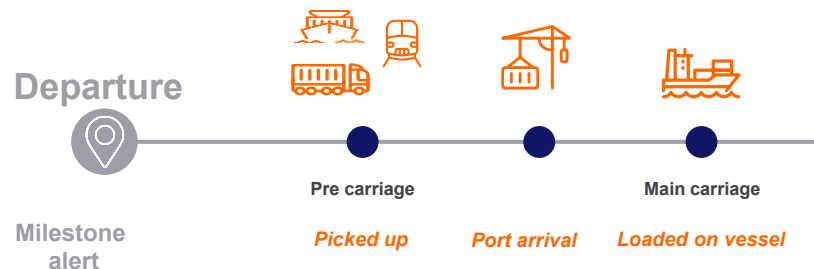 Departure
Pre carriage
Main carriage
Milestone
alert
Picked up
Port arrival
Loaded on vessel